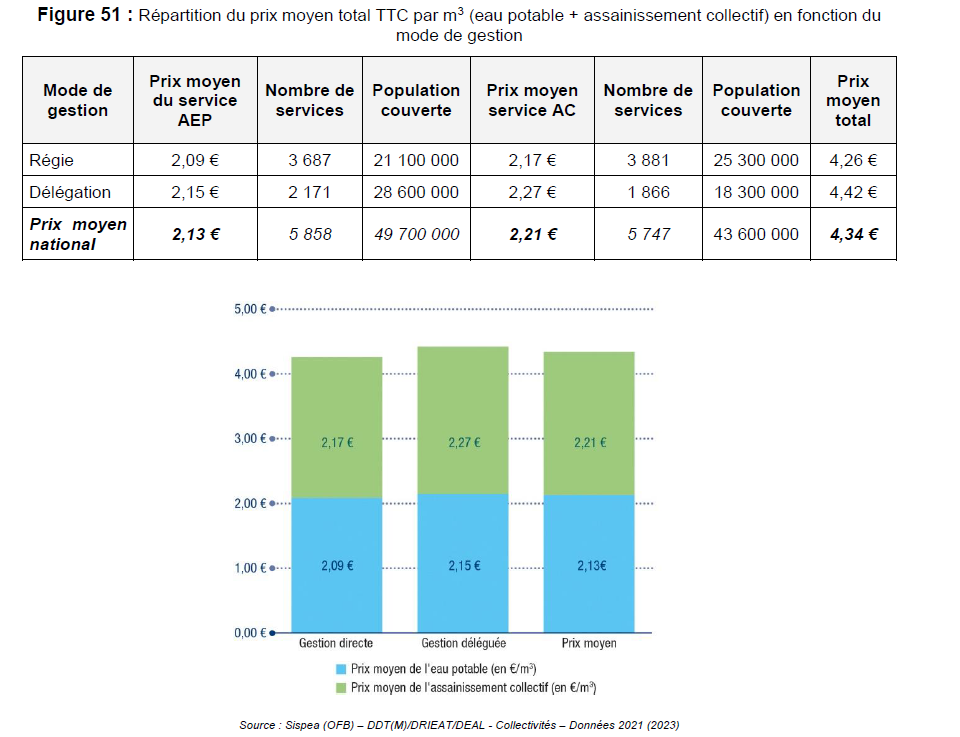 Figure 51 : Répartition du prix moyen total TTC par m³ (eau potable + assainissement collectif) en fonction du
mode de gestion
Mode de gestion | Prix moyen du service AEP | Nombre de services | Population couverte | Prix moyen service AC | Nombre de services | Population couverte | Prix moyen total
Régie | 2,09 € | 3 687 | 21 100 000 | 2,17 € | 3 881 | 25 300 000 | 4,26 €
Délégation | 2,15 € | 2 171 | 28 600 000 | 2,27 € | 1 866 | 18 300 000 | 4,42 €
Prix moyen national | 2,13 € | 5 858 | 49 700 000 | 2,21 € | 5 747 | 43 600 000 | 4,34 €
5,00 €
4,00 €
3,00 €
2,00 €
1,00 €
0,00 €
2,17 € 2,27 € 2,21 €
2,09 € 2,15 € 2,13€
Gestion directe Gestion déléguée Prix moyen
Prix moyen de l'eau potable (en €/m³)
Prix moyen de l'assainissement collectif (en €/m³)
Source : Sispea (OFB) – DDT(M)/DRIEAT/DEAL - Collectivités – Données 2021 (2023)